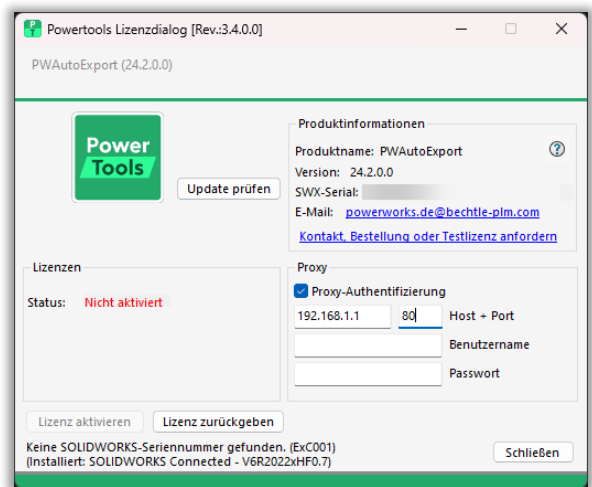 Powertools Lizenzdialog [Rev.:3.4.0.0]
PWAutoExport (24.2.0.0)
Power
Tools
Update prüfen
Produktinformationen
Produktname: PWAutoExport
Version: 24.2.0.0
SWX-Serial:
E-Mail: powerworks.de@bechtle-plm.com
Kontakt, Bestellung oder Testlizenz anfordern
Lizenzen
Status: Nicht aktiviert
Proxy
Proxy-Authentifizierung
192.168.1.1 80 Host + Port
Benutzername
Passwort
Lizenz aktivieren Lizenz zurückgeben
Keine SOLIDWORKS-Seriennummer gefunden. (ExC001)
(Installiert: SOLIDWORKS Connected - V6R2022xHF0.7)
Schließen